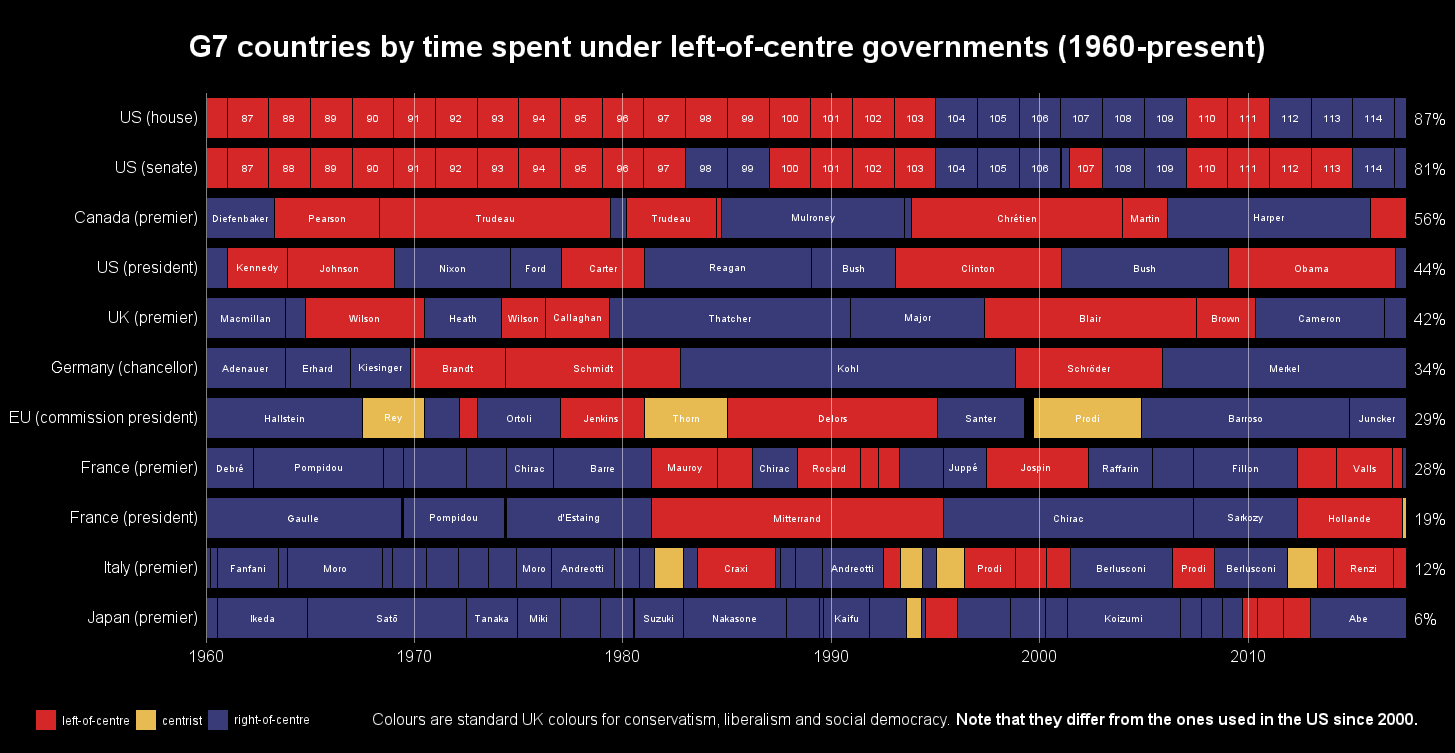 G7 countries by time spent under left-of-centre governments (1960-present)
US (house) 87 88 89 90 91 92 93 94 95 96 97 98 99 100 101 102 103 104 105 106 107 108 109 110 111 112 113 114 87%
US (senate) 87 88 89 90 91 92 93 94 95 96 97 98 99 100 101 102 103 104 105 106 107 108 109 110 111 112 113 114 81%
Canada (premier) Diefenbaker Pearson Trudeau Trudeau Mulroney Chrétien Martin Harper 56%
US (president) Kennedy Johnson Nixon Ford Carter Reagan Bush Clinton Bush Obama 44%
UK (premier) Macmillan Wilson Heath Wilson Callaghan Thatcher Major Blair Brown Cameron 42%
Germany (chancellor) Adenauer Erhard Kiesinger Brandt Schmidt Kohl Schröder Merkel 34%
EU (commission president) Hallstein Rey Ortoli Jenkins Thorn Delors Santer Prodi Barroso Juncker 29%
France (premier) Debré Pompidou Chirac Barre Mauroy Chirac Rocard Juppé Jospin Raffarin Fillon Valls 28%
France (president) Gaulle Pompidou d'Estaing Mitterrand Chirac Sarkozy Hollande 19%
Italy (premier) Fanfani Moro Moro Andreotti Craxi Andreotti Prodi Berlusconi Prodi Berlusconi Renzi 12%
Japan (premier) Ikeda Satō Tanaka Miki Suzuki Nakasone Kaifu Koizumi Abe 6%
1960 1970 1980 1990 2000 2010
left-of-centre centrist right-of-centre Colours are standard UK colours for conservatism, liberalism and social democracy. Note that they differ from the ones used in the US since 2000.